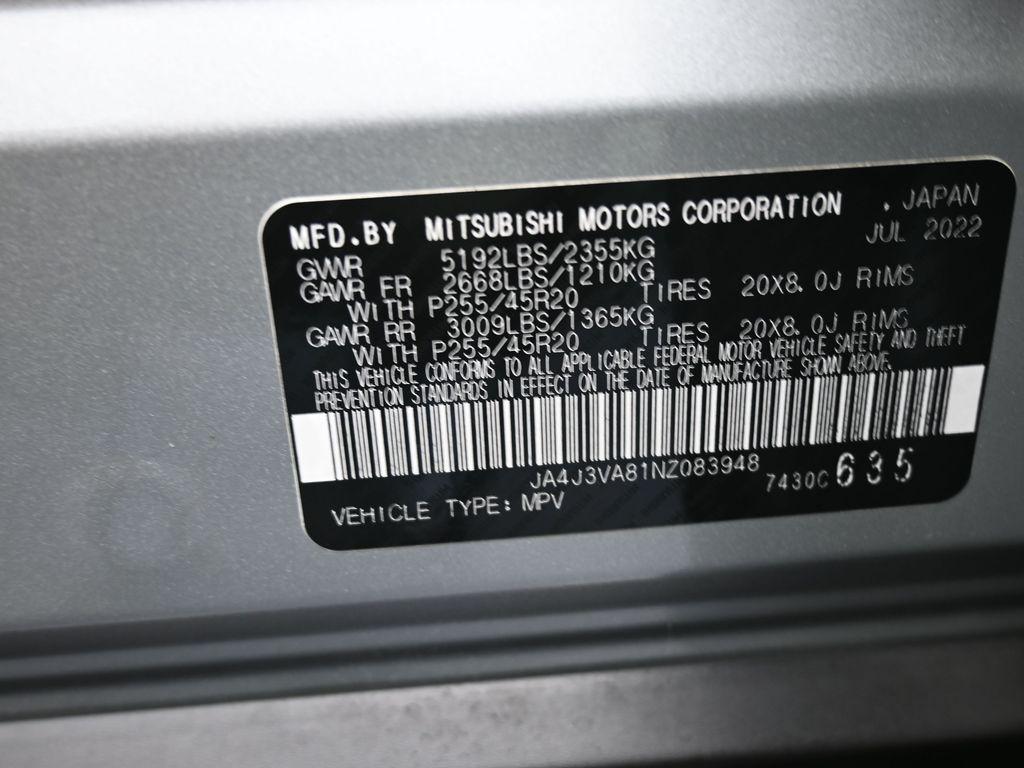 MFD.BY MITSUBISHI MOTORS CORPORATION , JAPAN
GVWR 5192LBS/2355KG JUL 2022
GAWR FR 2668LBS/1210KG
WITH P255/45R20 TIRES 20X8.0J RIMS
GAWR RR 3009LBS/1365KG
WITH P255/45R20 TIRES 20X8.0J RIMS
THIS VEHICLE CONFORMS TO ALL APPLICABLE FEDERAL MOTOR VEHICLE SAFETY AND THEFT
PREVENTION STANDARDS IN EFFECT ON THE DATE OF MANUFACTURE SHOWN ABOVE.
JA4J3VA81NZ083948
7430C 635
VEHICLE TYPE: MPV